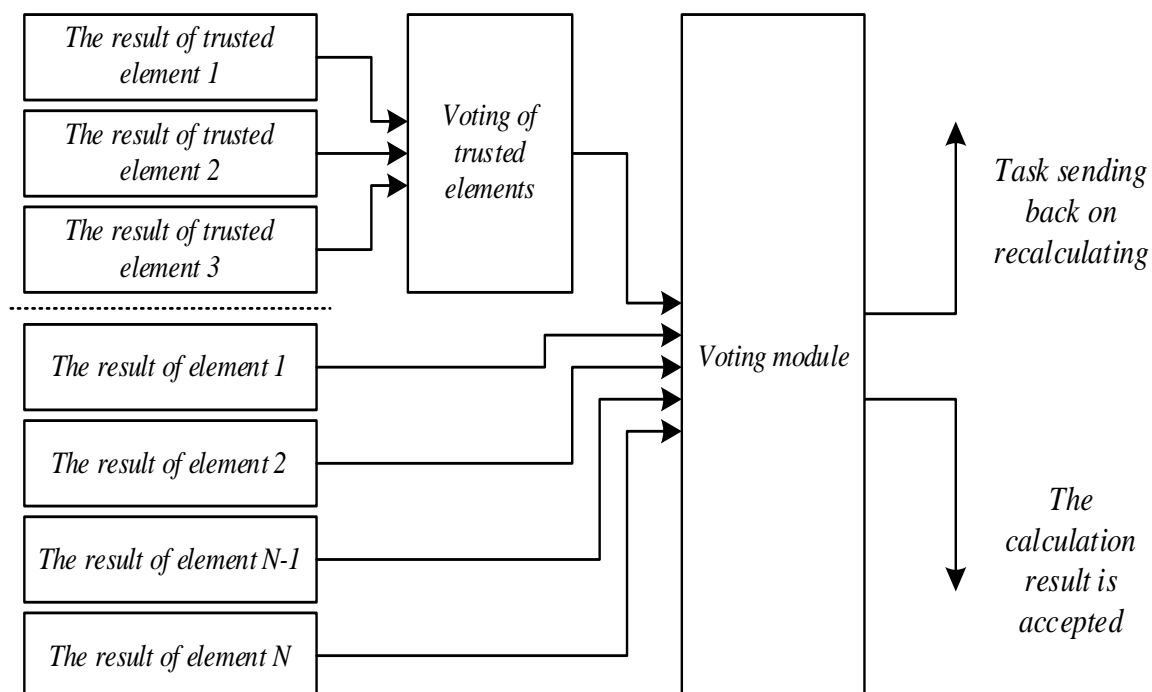 The result of trusted
element 1
The result of trusted
element 2
The result of trusted
element 3
Voting of
trusted
elements
The result of element 1
The result of element 2
The result of element N-1
The result of element N
Voting module
Task sending
back on
recalculating
The
calculation
result is
accepted